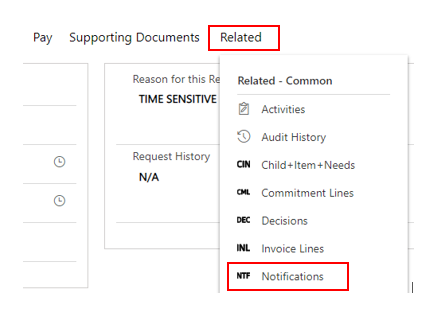 Pay Supporting Documents Related
Reason for this Re
TIME SENSITIVE
Request History
N/A
Related - Common
Activities
Audit History
CIN Child+Item+Needs
CML Commitment Lines
DEC Decisions
INL Invoice Lines
NTF Notifications